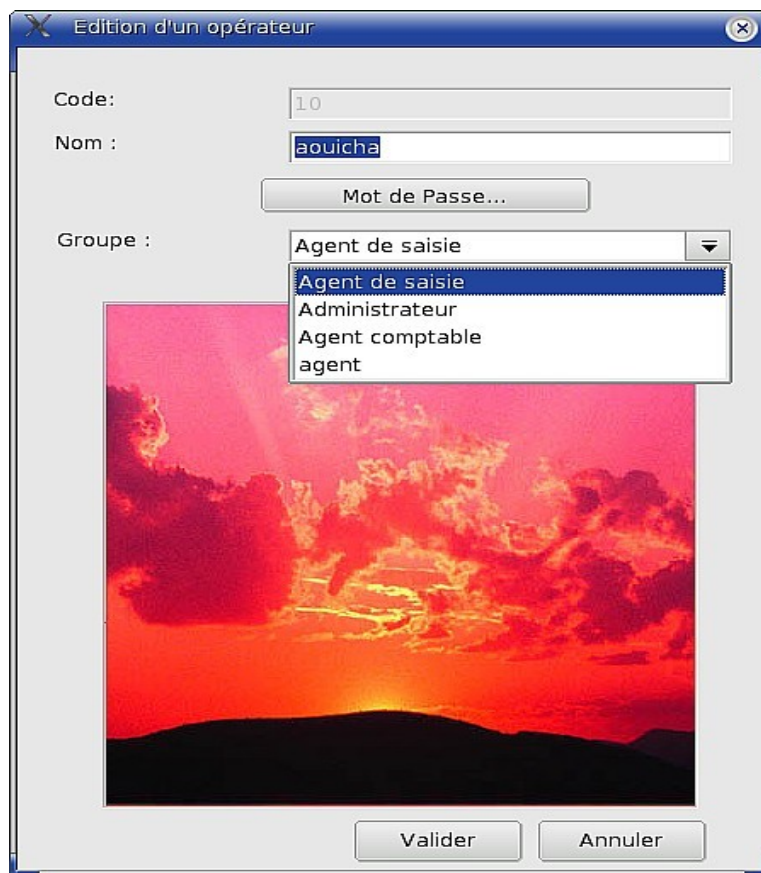 Edition d'un opérateur
Code:
10
Nom :
aouicha
Mot de Passe...
Groupe :
Agent de saisie
Agent de saisie
Administrateur
Agent comptable
agent
Valider
Annuler